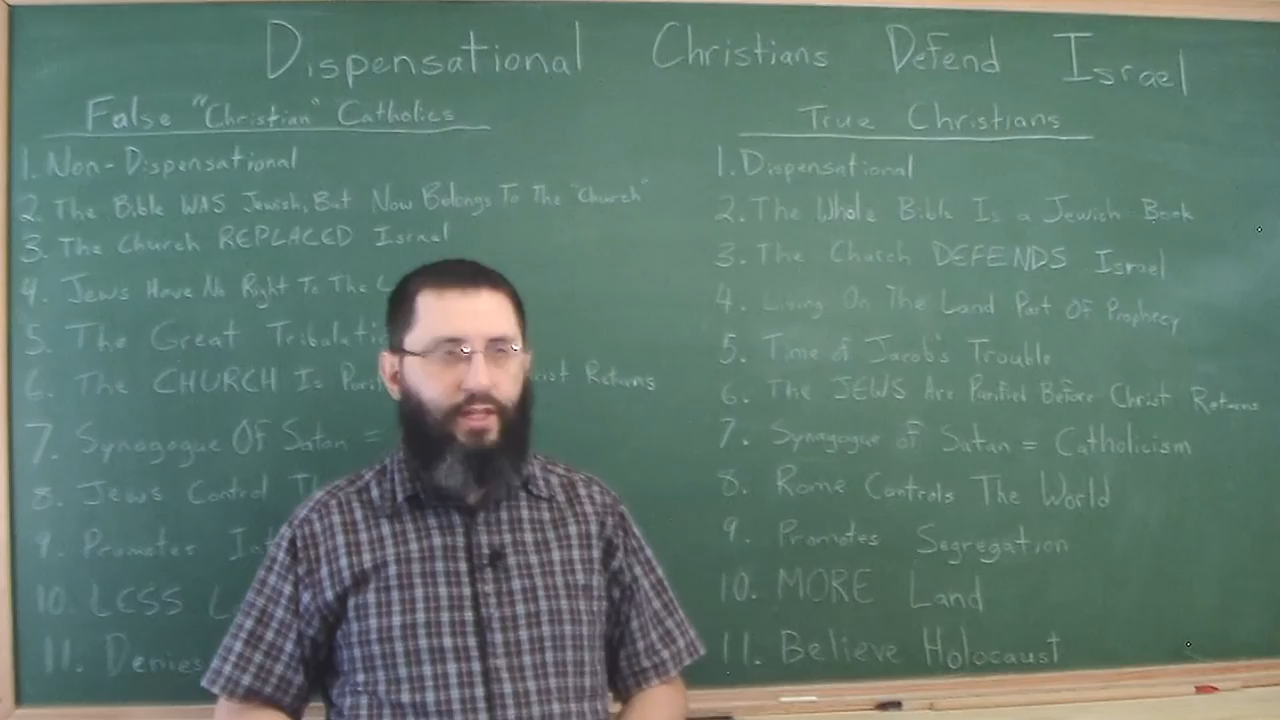 Dispensational Christians Defend Israel
False "Christian" Catholics
1. Non-Dispensational
2. The Bible WAS Jewish, But Now Belongs To The "Church"
3. The Church REPLACED Israel
4. Jews Have No Right To The
5. The Great
6. The CHURCH Is Returns
7. Synagogue Of Satan =
8. Jews Control
9. Promotes
10. LESS
11. Denies
True Christians
1. Dispensational
2. The Whole Bible Is a Jewish Book
3. The Church DEFENDS Israel
4. Living On The Land Part Of Prophecy
5. Time of Jacob's Trouble
6. The JEWS Are Purified Before Christ Returns
7. Synagogue of Satan = Catholicism
8. Rome Controls The World
9. Promotes Segregation
10. MORE Land
11. Believe Holocaust